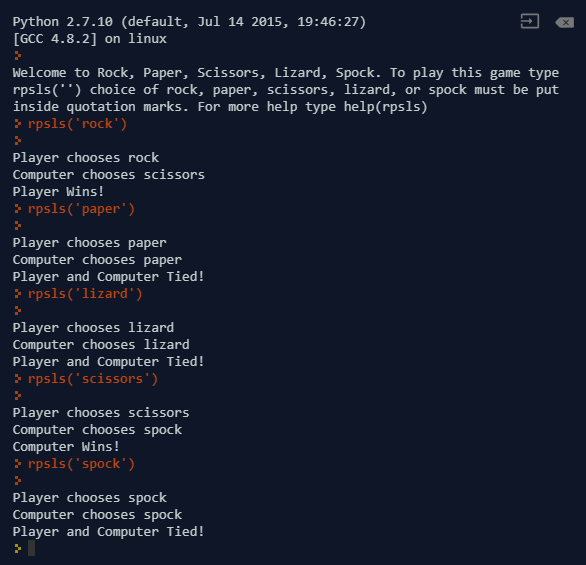 Python 2.7.10 (default, Jul 14 2015, 19:46:27)
[GCC 4.8.2] on linux
Welcome to Rock, Paper, Scissors, Lizard, Spock. To play this game type
rpsls('') choice of rock, paper, scissors, lizard, or spock must be put
inside quotation marks. For more help type help(rpsls)
rpsls('rock')
Player chooses rock
Computer chooses scissors
Player Wins!
rpsls('paper')
Player chooses paper
Computer chooses paper
Player and Computer Tied!
rpsls('lizard')
Player chooses lizard
Computer chooses lizard
Player and Computer Tied!
rpsls('scissors')
Player chooses scissors
Computer chooses spock
Computer Wins!
rpsls('spock')
Player chooses spock
Computer chooses spock
Player and Computer Tied!